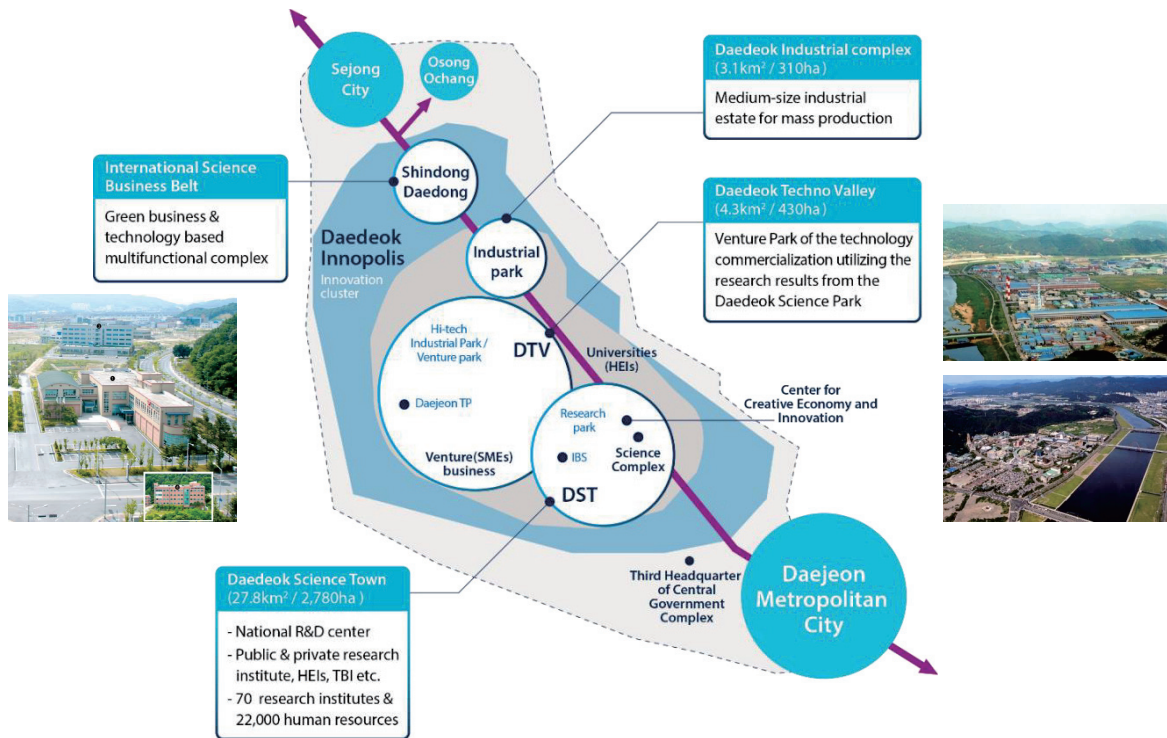 Sejong
City
Osong
Ochang
Daedeok Industrial complex
(3.1km² / 310ha)
Medium-size industrial
estate for mass production
International Science
Business Belt
Green business &
technology based
multifunctional complex
Shindong
Daedong
Daedeok Techno Valley
(4.3km² / 430ha)
Venture Park of the technology
commercialization utilizing the
research results from the
Daedeok Science Park
Daedeok
Innopolis
Innovation
cluster
Industrial
park
Hi-tech
Industrial Park /
Venture park
DTV
Daejeon TP
Venture(SMEs)
business
Universities
(HEIs)
Center for
Creative Economy and
Innovation
Research
park
Science
Complex
IBS
DST
Third Headquarter
of Central
Government
Complex
Daejeon
Metropolitan
City
Daedeok Science Town
(27.8km² / 2,780ha)
- National R&D center
- Public & private research
institute, HEIs, TBI etc.
- 70 research institutes &
22,000 human resources